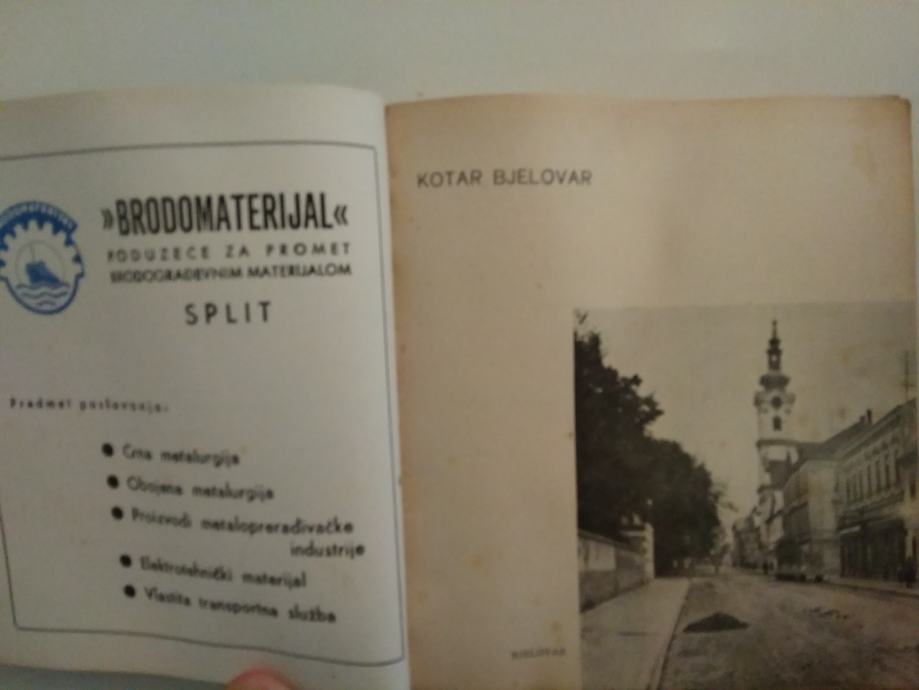 »BRODOMATERIJAL«
PODUZEĆE ZA PROMET
BRODOGRAĐEVNIM MATERIJALOM
SPLIT
Predmet poslovanja:
● Crna metalurgija
● Obojena metalurgija
● Proizvodi metaloprerađivačke
industrije
● Elektrotehnički materijal
● Vlastita transportna služba
KOTAR BJELOVAR
BJELOVAR